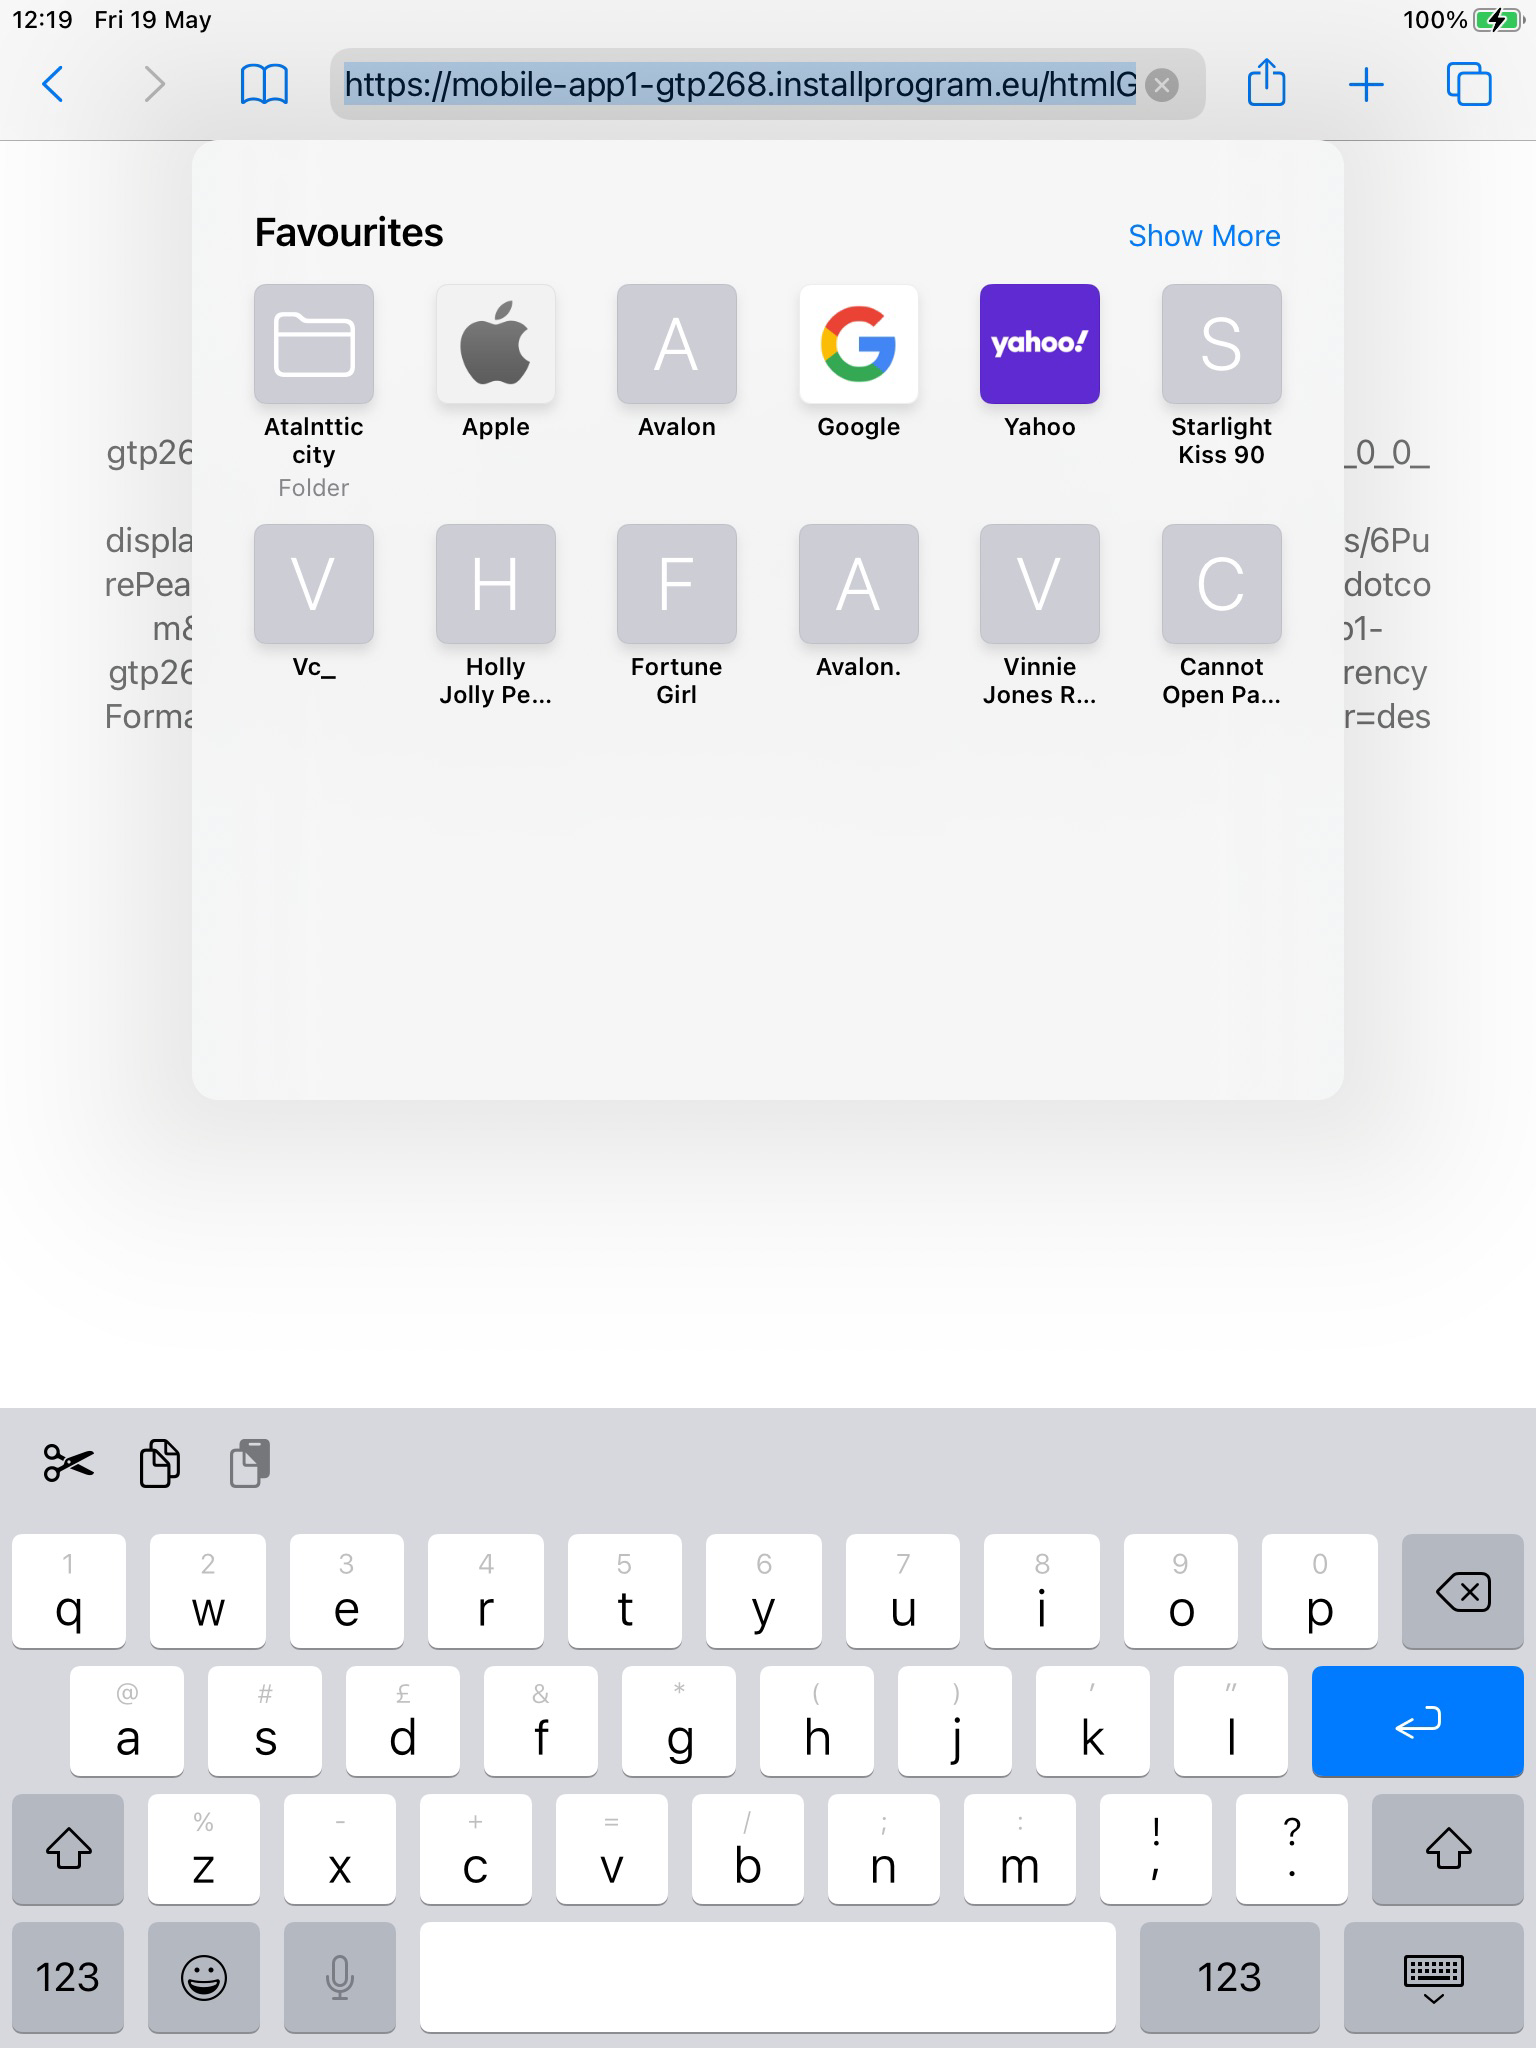 12:19 Fri 19 May
100%
https://mobile-app1-gtp268.installprogram.eu/htmlG
Favourites
Show More
A
yahoo!
S
Atalnttic
city
Folder
Apple
Avalon
Google
Yahoo
Starlight
Kiss 90
gtp26
_0_0_
displa
s/6Pu
rePea
dotco
m&
p1-
gtp26
rency
Forma
r=des
V
H
F
A
V
C
Vc_
Holly
Jolly Pe...
Fortune
Girl
Avalon.
Vinnie
Jones R...
Cannot
Open Pa...
1 2 3 4 5 6 7 8 9 0
q w e r t y u i o p
@ # £ & * ( ) ' "
a s d f g h j k l
% - + = / ; : ! ?
z x c v b n m , .
123
123